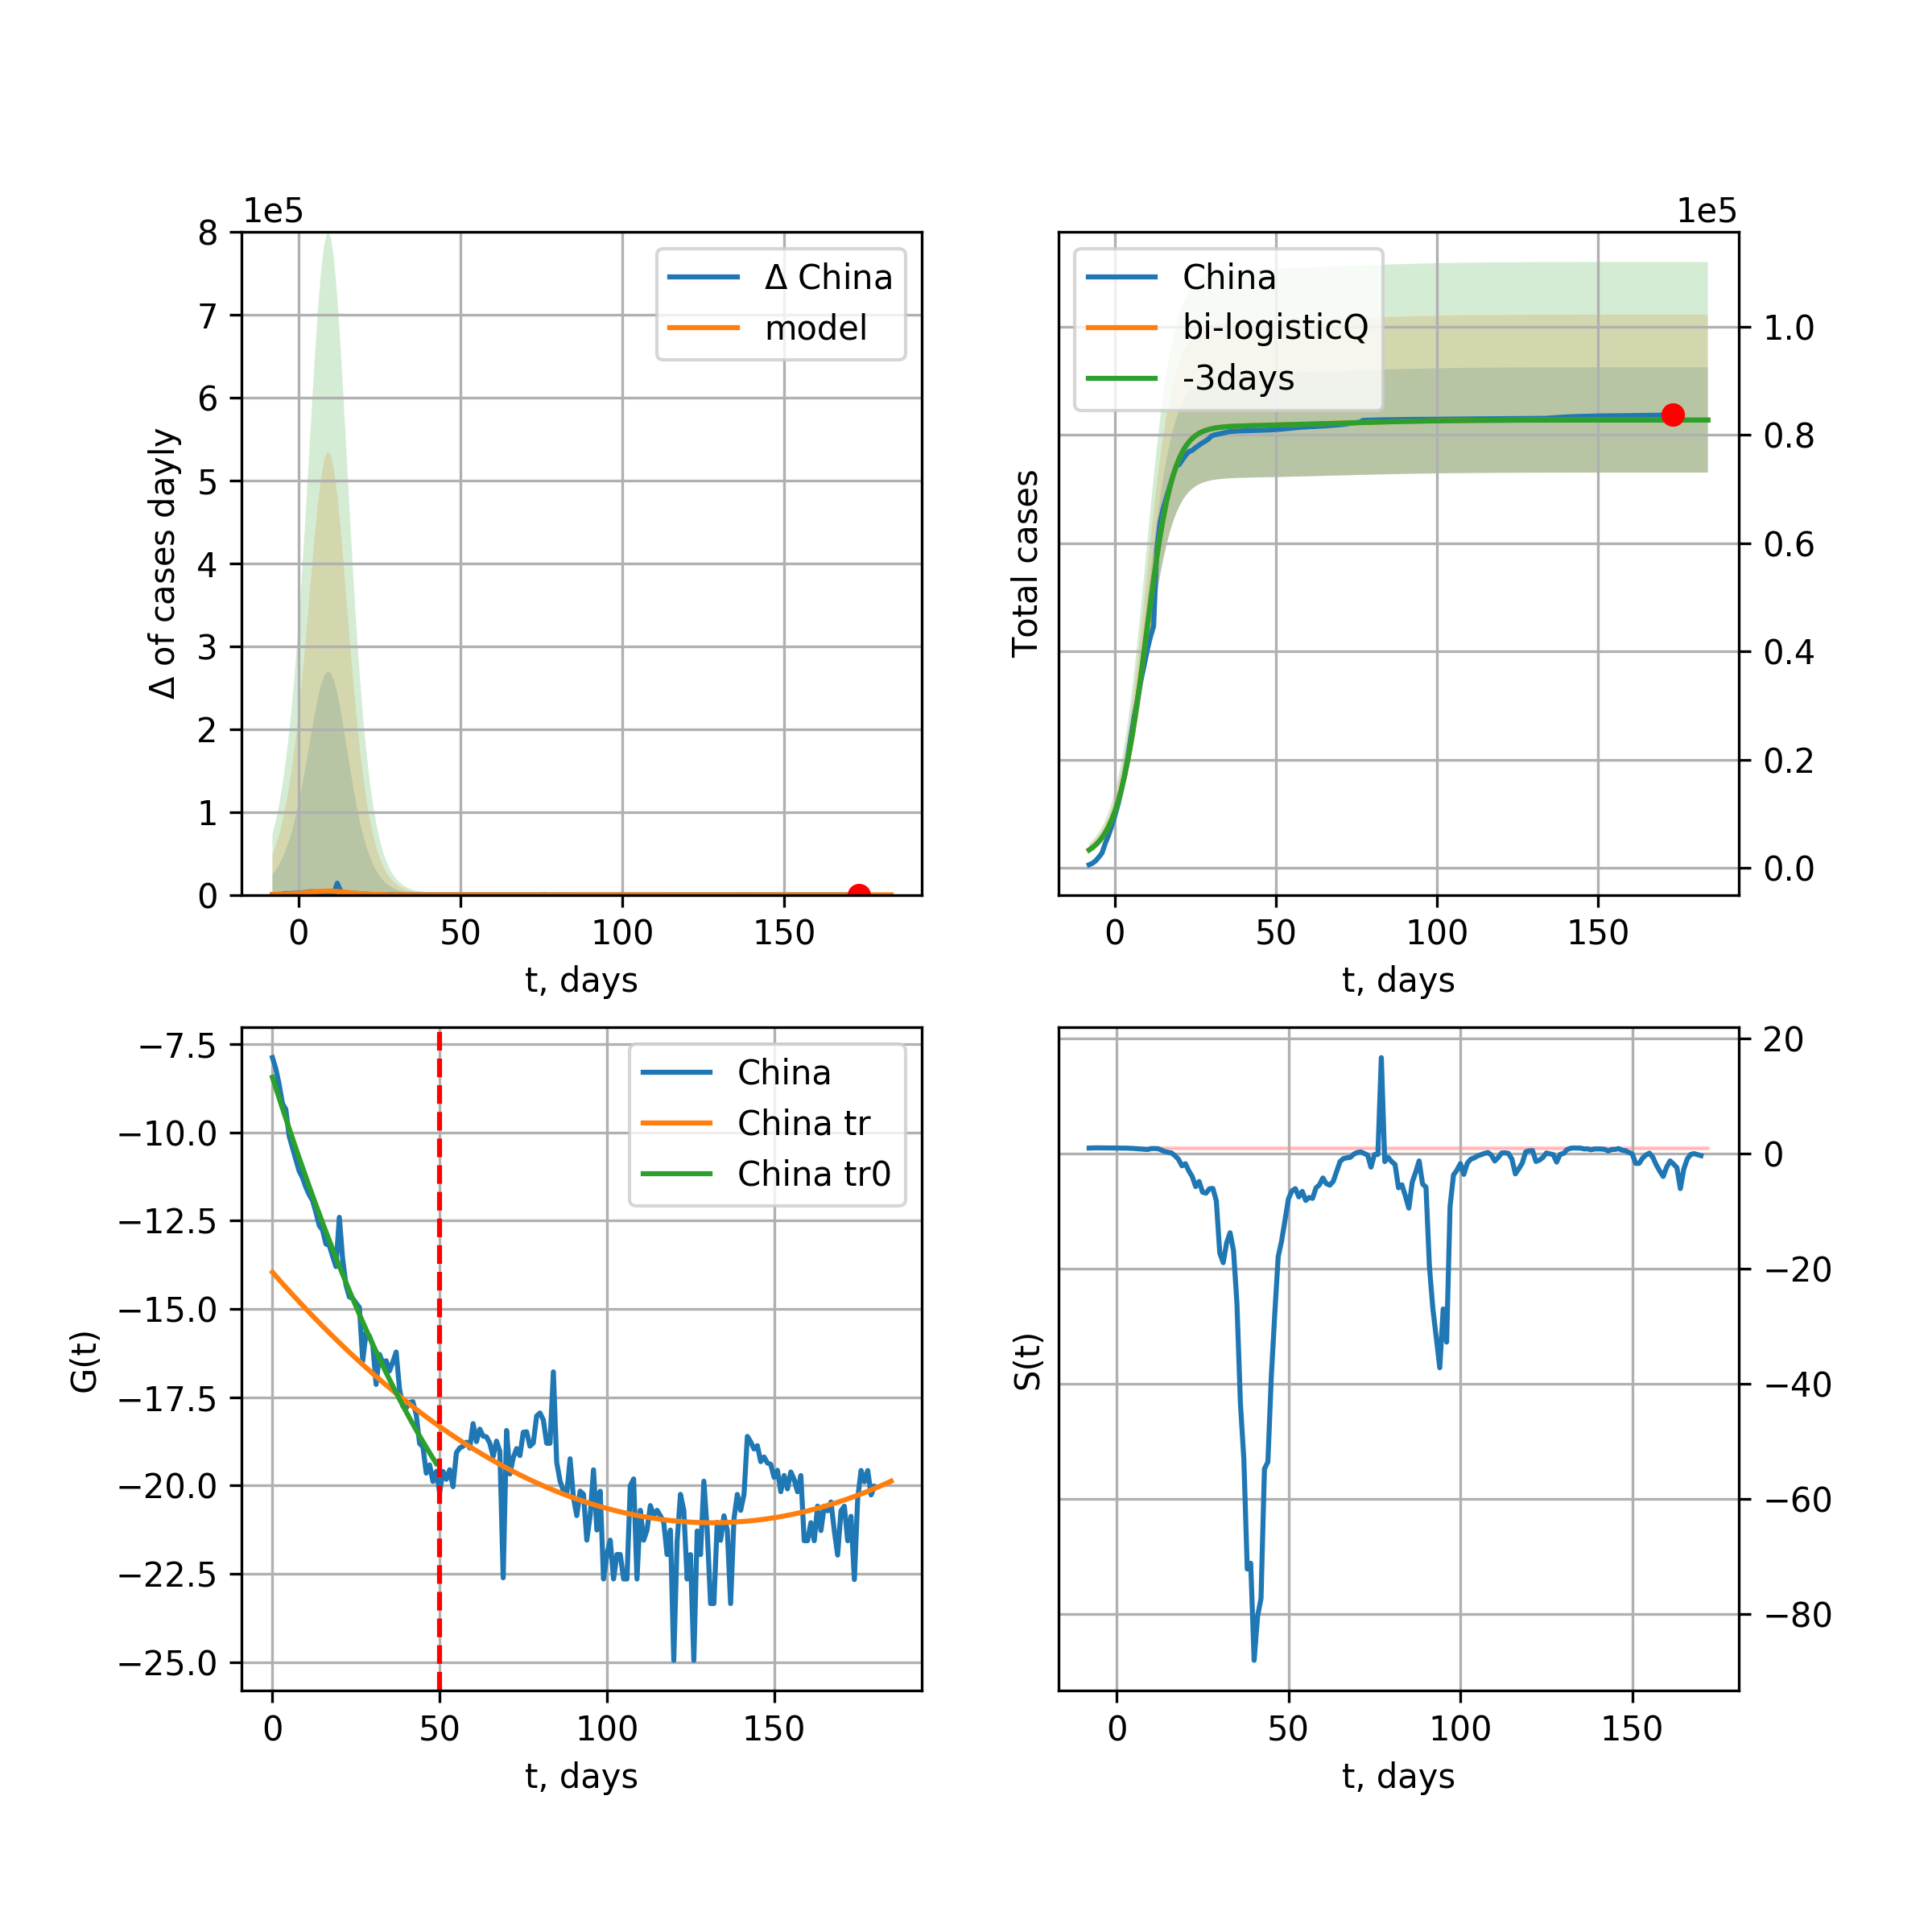 1e5
8
7
6
5
4
3
2
1
0
Δ of cases dayly
Δ China
model
0 50 100 150
t, days
1e5
1.0
0.8
0.6
0.4
0.2
0.0
Total cases
China
bi-logisticQ
-3days
0 50 100 150
t, days
−7.5
−10.0
−12.5
−15.0
−17.5
−20.0
−22.5
−25.0
G(t)
China
China tr
China tr0
0 50 100 150
t, days
20
0
−20
−40
−60
−80
S(t)
0 50 100 150
t, days